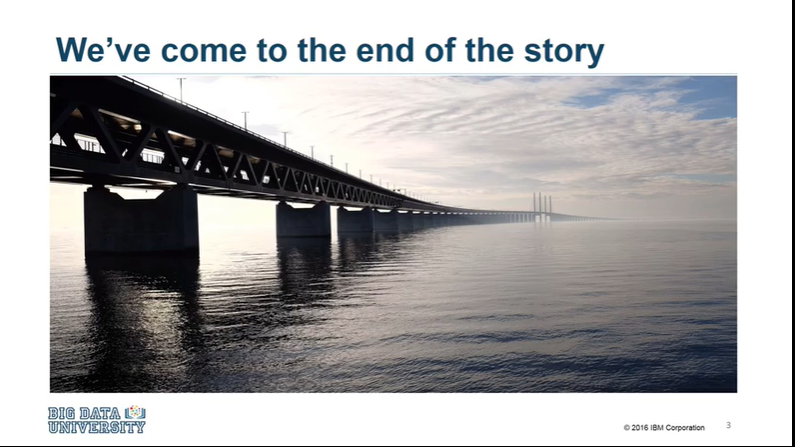 We've come to the end of the story
BIG DATA
UNIVERSITY
© 2016 IBM Corporation
3